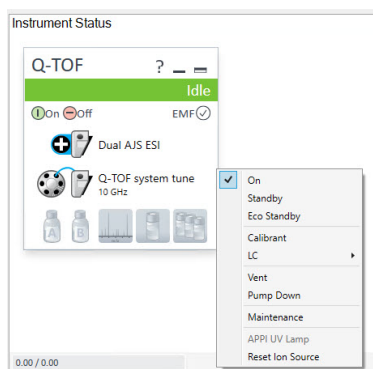 Instrument Status
Q-TOF ?
Idle
On Off EMF
Dual AJS ESI
Q-TOF system tune
10 GHz
A B
On
Standby
Eco Standby
Calibrant
LC
Vent
Pump Down
Maintenance
APPI UV Lamp
Reset Ion Source
0.00 / 0.00